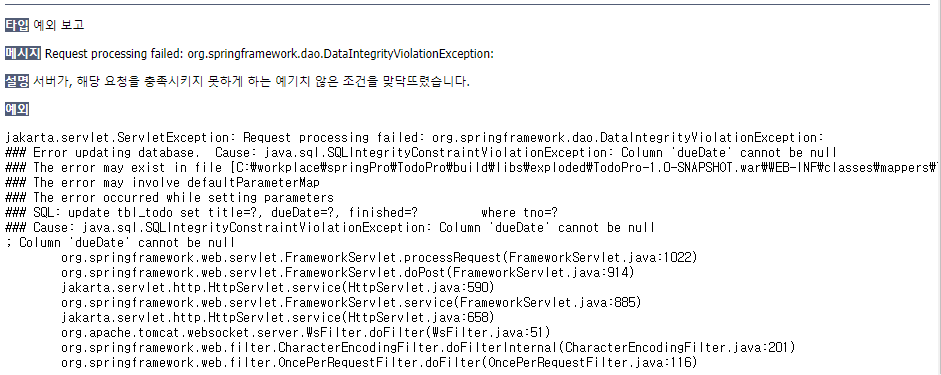 타입 예외 보고
메시지 Request processing failed: org.springframework.dao.DataIntegrityViolationException:
설명 서버가, 해당 요청을 충족시키지 못하게 하는 예기치 않은 조건을 맞닥뜨렸습니다.
예외
jakarta.servlet.ServletException: Request processing failed: org.springframework.dao.DataIntegrityViolationException:
### Error updating database.  Cause: java.sql.SQLIntegrityConstraintViolationException: Column 'dueDate' cannot be null
### The error may exist in file [C:₩workplace₩springPro₩TodoPro₩build₩libs₩exploded₩TodoPro-1.0-SNAPSHOT.war₩WEB-INF₩classes₩mappers₩
### The error may involve defaultParameterMap
### The error occurred while setting parameters
### SQL: update tbl_todo set title=?, dueDate=?, finished=?         where tno=?
### Cause: java.sql.SQLIntegrityConstraintViolationException: Column 'dueDate' cannot be null
; Column 'dueDate' cannot be null
org.springframework.web.servlet.FrameworkServlet.processRequest(FrameworkServlet.java:1022)
org.springframework.web.servlet.FrameworkServlet.doPost(FrameworkServlet.java:914)
jakarta.servlet.http.HttpServlet.service(HttpServlet.java:590)
org.springframework.web.servlet.FrameworkServlet.service(FrameworkServlet.java:885)
jakarta.servlet.http.HttpServlet.service(HttpServlet.java:658)
org.apache.tomcat.websocket.server.WsFilter.doFilter(WsFilter.java:51)
org.springframework.web.filter.CharacterEncodingFilter.doFilterInternal(CharacterEncodingFilter.java:201)
org.springframework.web.filter.OncePerRequestFilter.doFilter(OncePerRequestFilter.java:116)